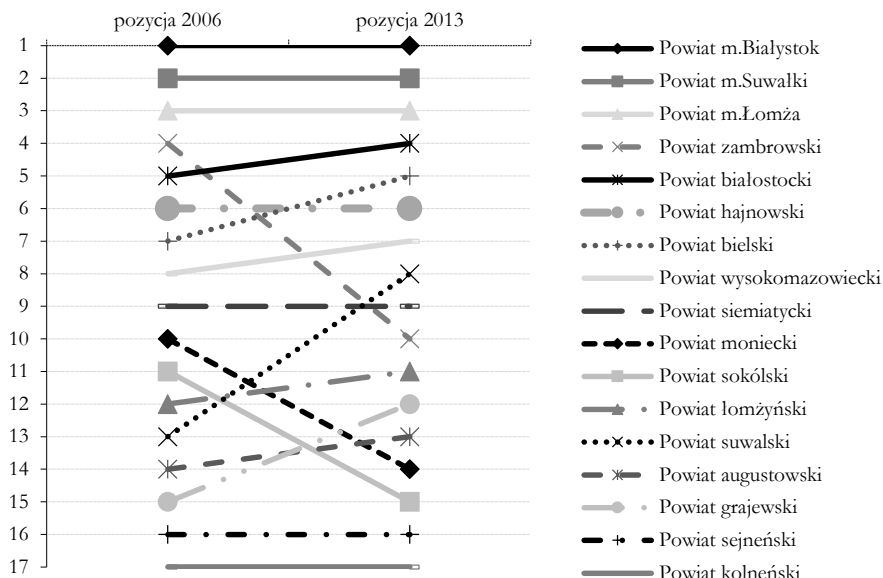 pozycja 2006 pozycja 2013
1
2
3
4
5
6
7
8
9
10
11
12
13
14
15
16
17
Powiat m.Białystok
Powiat m.Suwałki
Powiat m.Łomża
Powiat zambrowski
Powiat białostocki
Powiat hajnowski
Powiat bielski
Powiat wysokomazowiecki
Powiat siemiatycki
Powiat moniecki
Powiat sokólski
Powiat łomżyński
Powiat suwalski
Powiat augustowski
Powiat grajewski
Powiat sejneński
Powiat kolneński